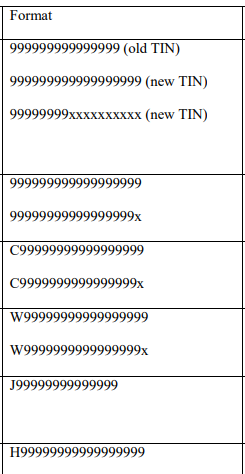 Format
999999999999999 (old TIN)
999999999999999999 (new TIN)
99999999xxxxxxxxxx (new TIN)
999999999999999999
99999999999999999x
C99999999999999999
C9999999999999999x
W99999999999999999
W9999999999999999x
J99999999999999
H99999999999999999